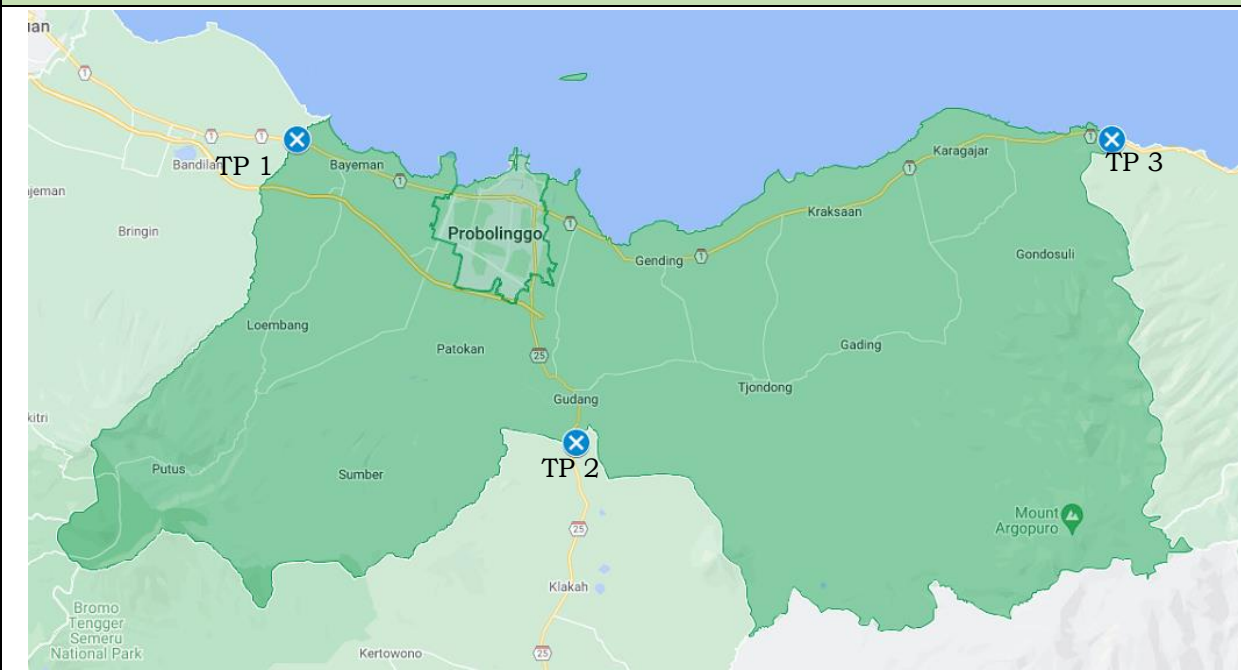 ian
1
1
1
Bandilan
TP 1
Bayeman
1
jeman
Bringin
Probolinggo
1
Gending
1
Kraksaan
1
Karagajar
1
TP 3
Gondosuli
Loembang
Patokan
25
Gading
Tjondong
Gudang
kitri
TP 2
Putus
Sumber
25
Mount
Argopuro
Klakah
Bromo
Tengger
Semeru
National Park
Kertowono
25